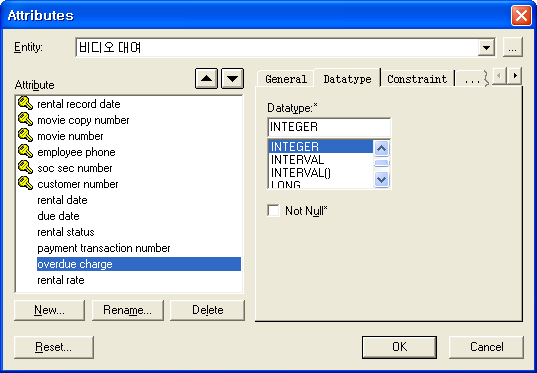 Attributes
Entity:
비디오 대여
...
Attribute
rental record date
movie copy number
movie number
employee phone
soc sec number
customer number
rental date
due date
rental status
payment transaction number
overdue charge
rental rate
New...
Rename...
Delete
General
Datatype
Constraint
...
Datatype:*
INTEGER
INTEGER
INTERVAL
INTERVAL()
LONG
Not Null*
Reset...
OK
Cancel